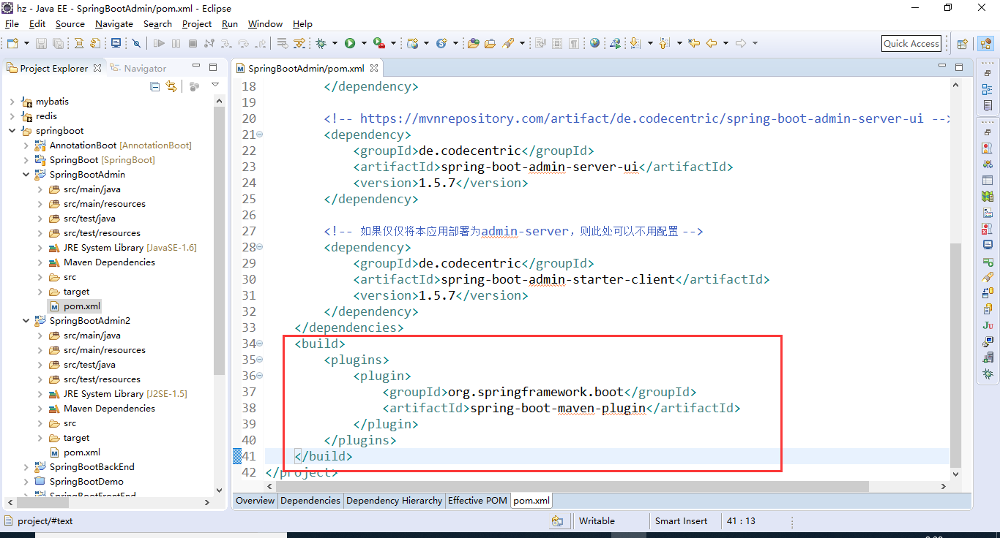 hz - Java EE - SpringBootAdmin/pom.xml - Eclipse
File Edit Source Navigate Search Project Run Window Help
Quick Access
Project Explorer
Navigator
mybatis
redis
springboot
AnnotationBoot [AnnotationBoot]
SpringBoot [SpringBoot]
SpringBootAdmin
src/main/java
src/main/resources
src/test/java
src/test/resources
JRE System Library [JavaSE-1.6]
Maven Dependencies
src
target
pom.xml
SpringBootAdmin2
src/main/java
src/main/resources
src/test/java
src/test/resources
JRE System Library [J2SE-1.5]
Maven Dependencies
src
target
pom.xml
SpringBootBackEnd
SpringBootDemo
SpringBootFrontEnd
SpringBootAdmin/pom.xml
18 </dependency>
19
20 <!-- https://mvnrepository.com/artifact/de.codecentric/spring-boot-admin-server-ui -->
21 <dependency>
22 <groupId>de.codecentric</groupId>
23 <artifactId>spring-boot-admin-server-ui</artifactId>
24 <version>1.5.7</version>
25 </dependency>
26
27 <!-- 如果仅仅将本应用部署为admin-server，则此处可以不用配置 -->
28 <dependency>
29 <groupId>de.codecentric</groupId>
30 <artifactId>spring-boot-admin-starter-client</artifactId>
31 <version>1.5.7</version>
32 </dependency>
33 </dependencies>
34 <build>
35 <plugins>
36 <plugin>
37 <groupId>org.springframework.boot</groupId>
38 <artifactId>spring-boot-maven-plugin</artifactId>
39 </plugin>
40 </plugins>
41 </build>
42 </project>
Overview Dependencies Dependency Hierarchy Effective POM pom.xml
project/#text
Writable
Smart Insert
41 : 13